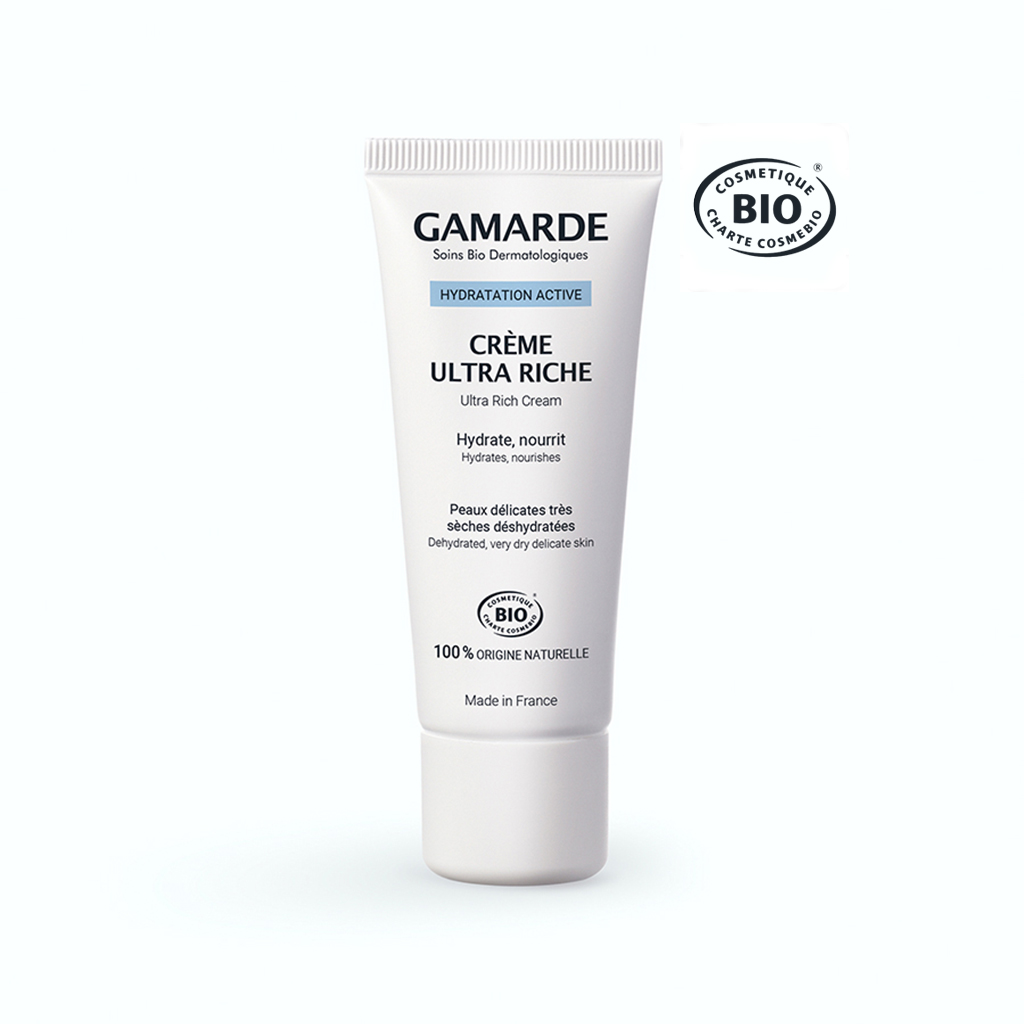 GAMARDE
Soins Bio Dermatologiques
HYDRATATION ACTIVE
CRÈME
ULTRA RICHE
Ultra Rich Cream
Hydrate, nourrit
Hydrates, nourishes
Peaux délicates très
sèches déshydratées
Dehydrated, very dry delicate skin
COSMETIQUE ®
BIO
CHARTE COSMEBIO
100 % ORIGINE NATURELLE
Made in France
COSMETIQUE ®
BIO
CHARTE COSMEBIO